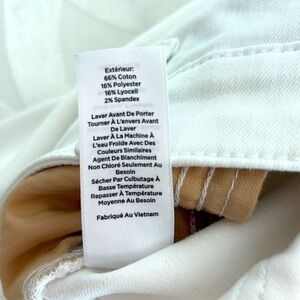 Extérieur:
66% Coton
16% Polyester
16% Lyocell
2% Spandex
Laver Avant De Porter
Tourner À L'envers Avant
De Laver
Laver À La Machine À
L'eau Froide Avec Des
Couleurs Similaires
Agent De Blanchiment
Non Chloré Seulement Au
Besoin
Sécher Par Culbutage À
Basse Température
Repasser À Température
Moyenne Au Besoin
Fabriqué Au Vietnam